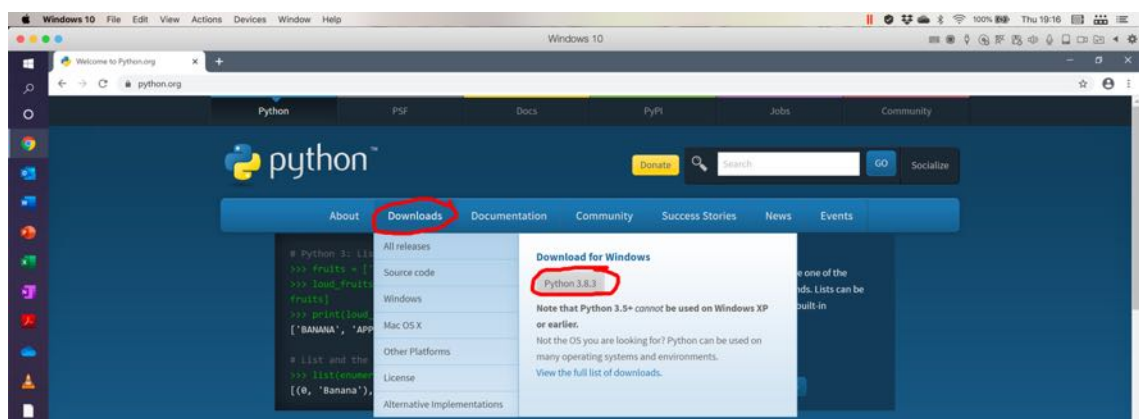 Windows 10 File Edit View Actions Devices Window Help
100% Thu 19:16
Windows 10
Welcome to Python.org
python.org
Python PSF Docs PyPI Jobs Community
python™
Donate Search GO Socialize
About Downloads Documentation Community Success Stories News Events
All releases
Source code
Windows
Mac OS X
Other Platforms
License
Alternative Implementations
Download for Windows
Python 3.8.3
Note that Python 3.5+ cannot be used on Windows XP
or earlier.
Not the OS you are looking for? Python can be used on
many operating systems and environments.
View the full list of downloads.
# Python 3: Lis
>>> fruits = ['
>>> loud_fruits
fruits]
>>> print(loud_
['BANANA', 'APP
# List and the
>>> list(enumer
[(0, 'Banana'),
e one of the
nds. Lists can be
built-in